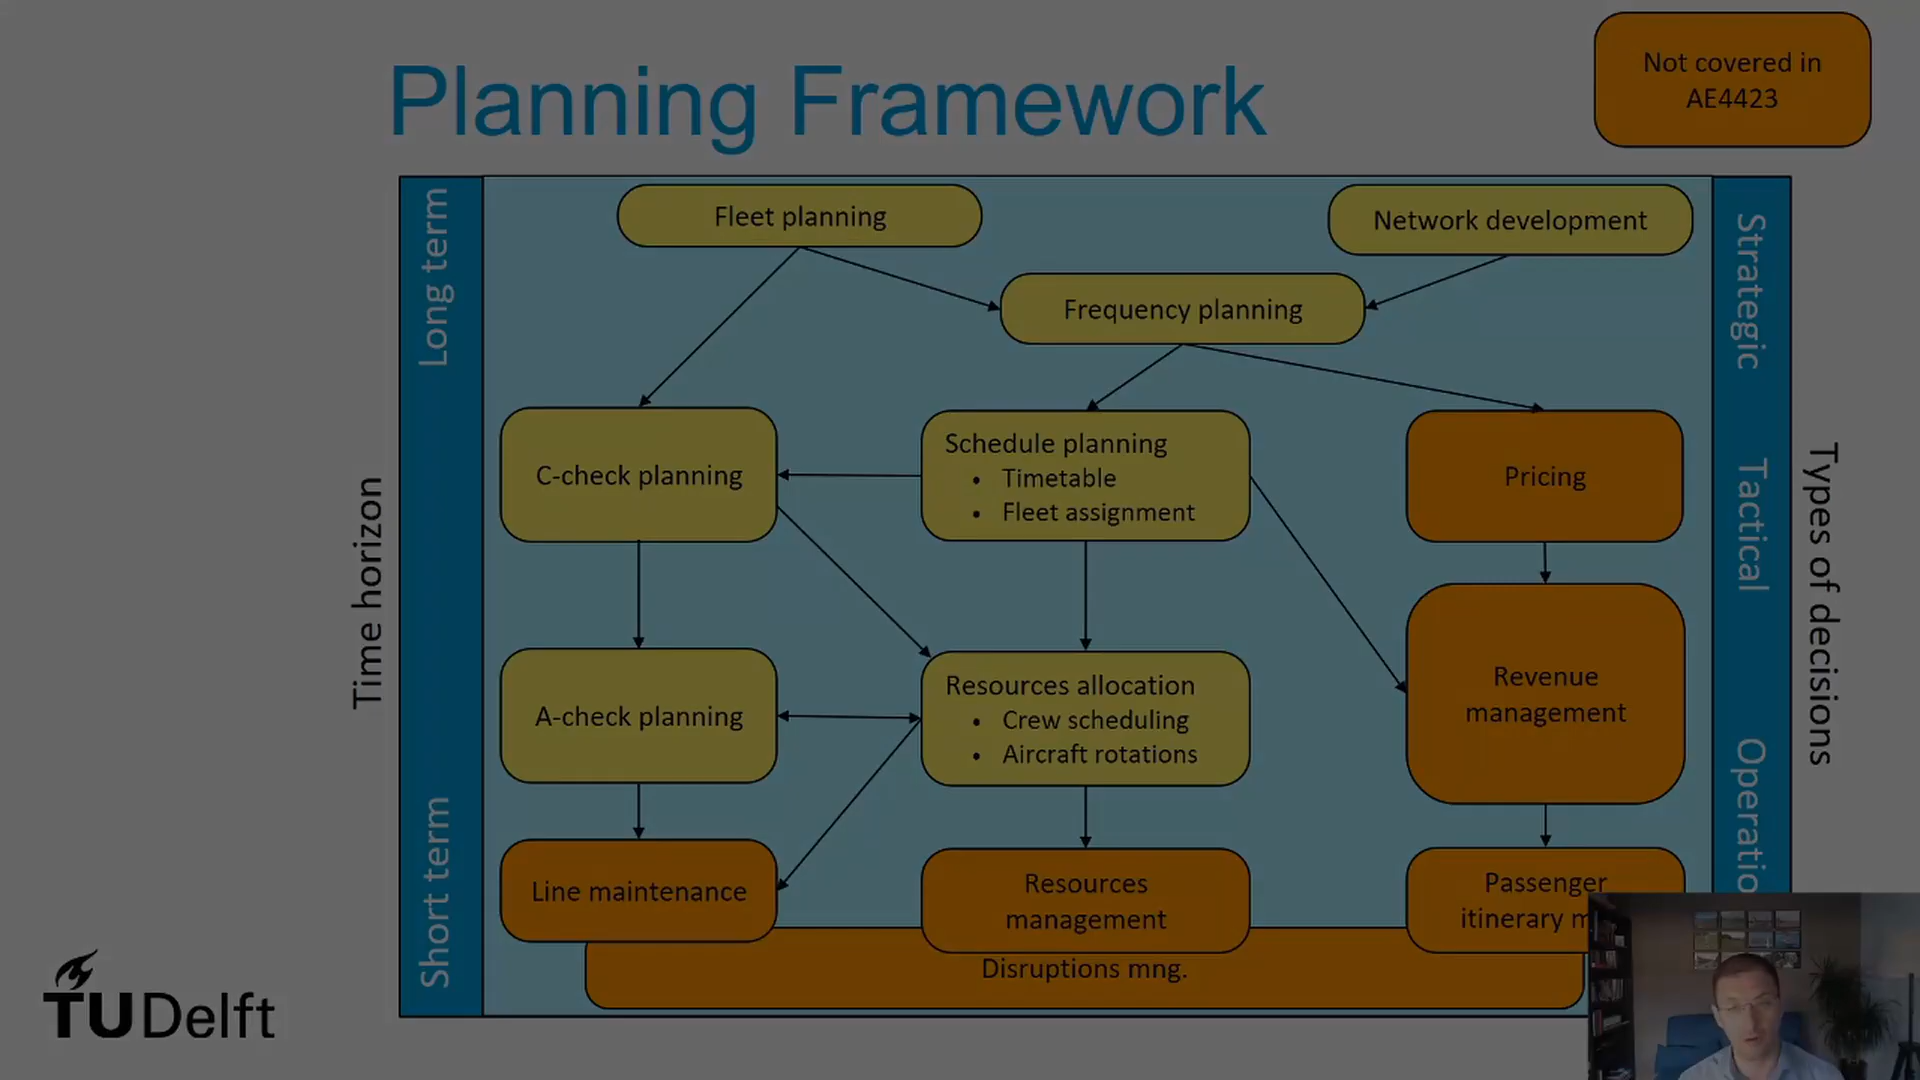 Not covered in
AE4423
Planning Framework
Long term
Fleet planning
Network development
Strategic
Frequency planning
C-check planning
Schedule planning
• Timetable
• Fleet assignment
Pricing
Tactical
Types of decisions
Time horizon
A-check planning
Resources allocation
• Crew scheduling
• Aircraft rotations
Revenue
management
Short term
Line maintenance
Resources
management
Passenger
itinerary
Disruptions mng.
TUDelft